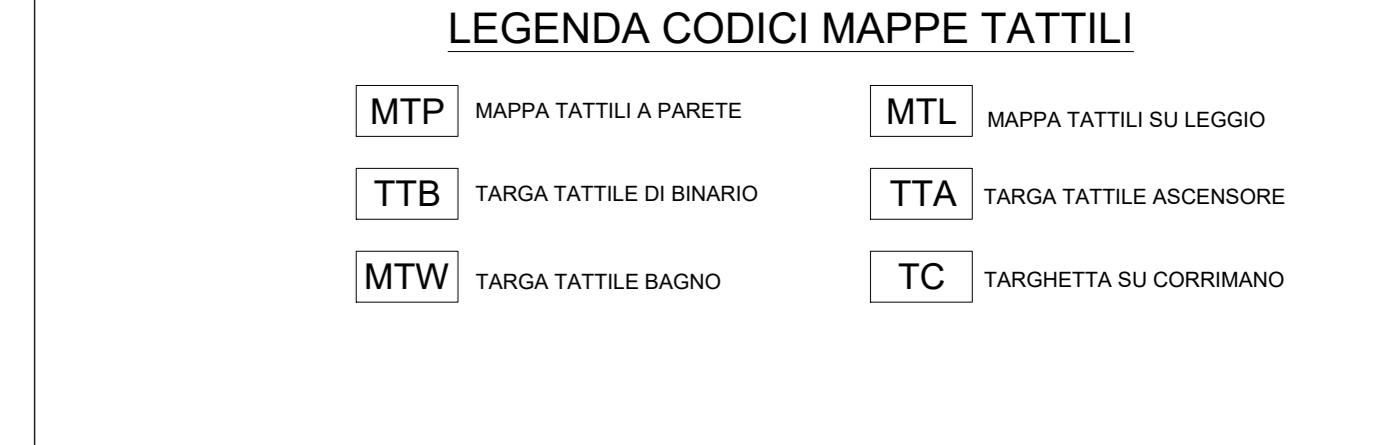 LEGENDA CODICI MAPPE TATTILI
MTP MAPPA TATTILI A PARETE
MTL MAPPA TATTILI SU LEGGIO
TTB TARGA TATTILE DI BINARIO
TTA TARGA TATTILE ASCENSORE
MTW TARGA TATTILE BAGNO
TC TARGHETTA SU CORRIMANO